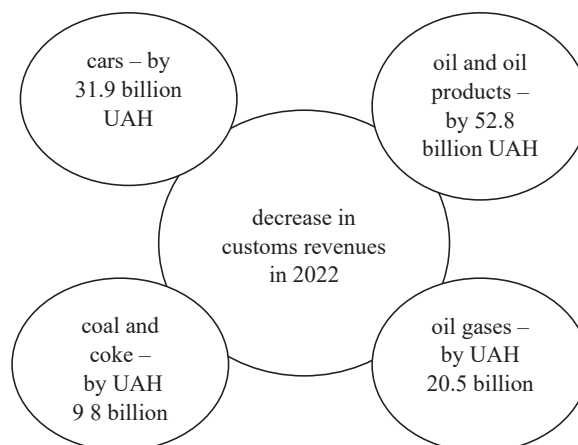 cars – by
31.9 billion
UAH
oil and oil
products –
by 52.8
billion UAH
decrease in
customs revenues
in 2022
coal and
coke –
by UAH
9 8 billion
oil gases –
by UAH
20.5 billion